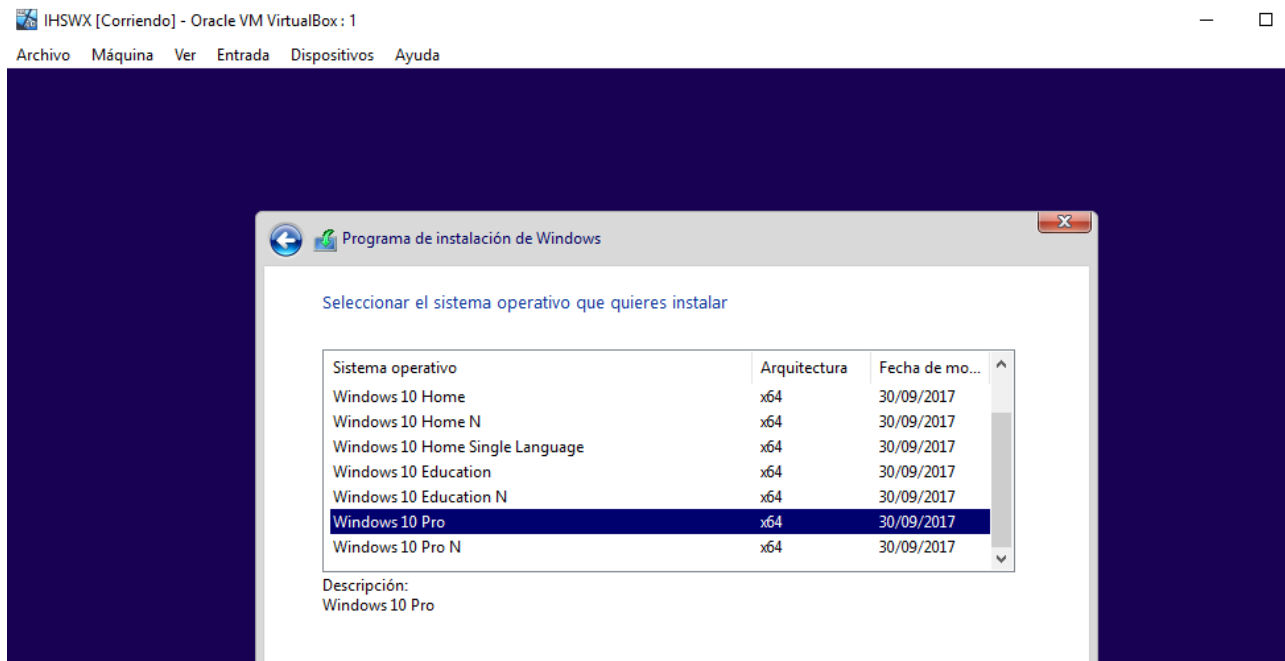 IHSWX [Corriendo] - Oracle VM VirtualBox : 1
Archivo Máquina Ver Entrada Dispositivos Ayuda
Programa de instalación de Windows
Seleccionar el sistema operativo que quieres instalar
Sistema operativo Arquitectura Fecha de mo...
Windows 10 Home x64 30/09/2017
Windows 10 Home N x64 30/09/2017
Windows 10 Home Single Language x64 30/09/2017
Windows 10 Education x64 30/09/2017
Windows 10 Education N x64 30/09/2017
Windows 10 Pro x64 30/09/2017
Windows 10 Pro N x64 30/09/2017
Descripción:
Windows 10 Pro